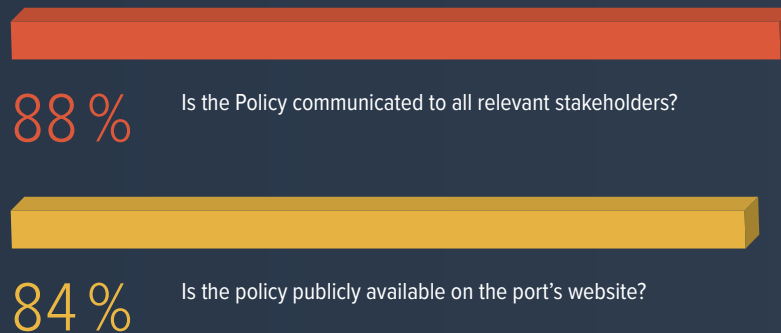 88 % Is the Policy communicated to all relevant stakeholders?
84 % Is the policy publicly available on the port's website?